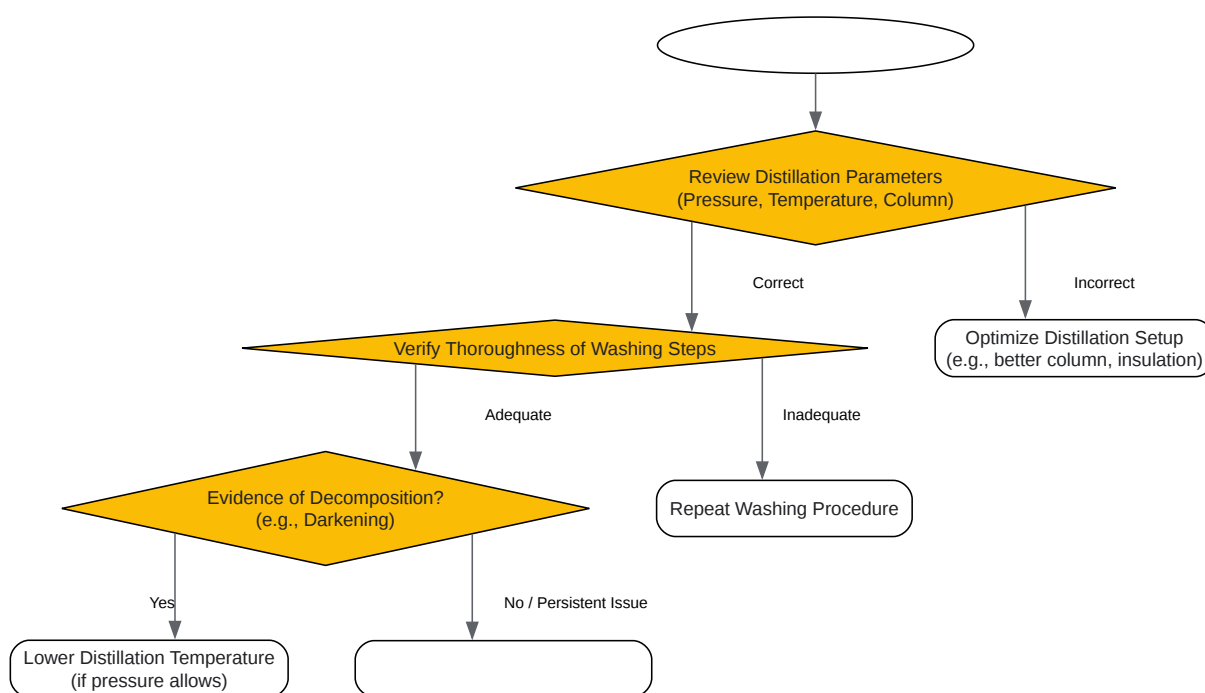 Review Distillation Parameters
(Pressure, Temperature, Column)
Correct
Incorrect
Optimize Distillation Setup
(e.g., better column, insulation)
Verify Thoroughness of Washing Steps
Adequate
Inadequate
Evidence of Decomposition?
(e.g., Darkening)
Repeat Washing Procedure
Yes
No / Persistent Issue
Lower Distillation Temperature
(if pressure allows)